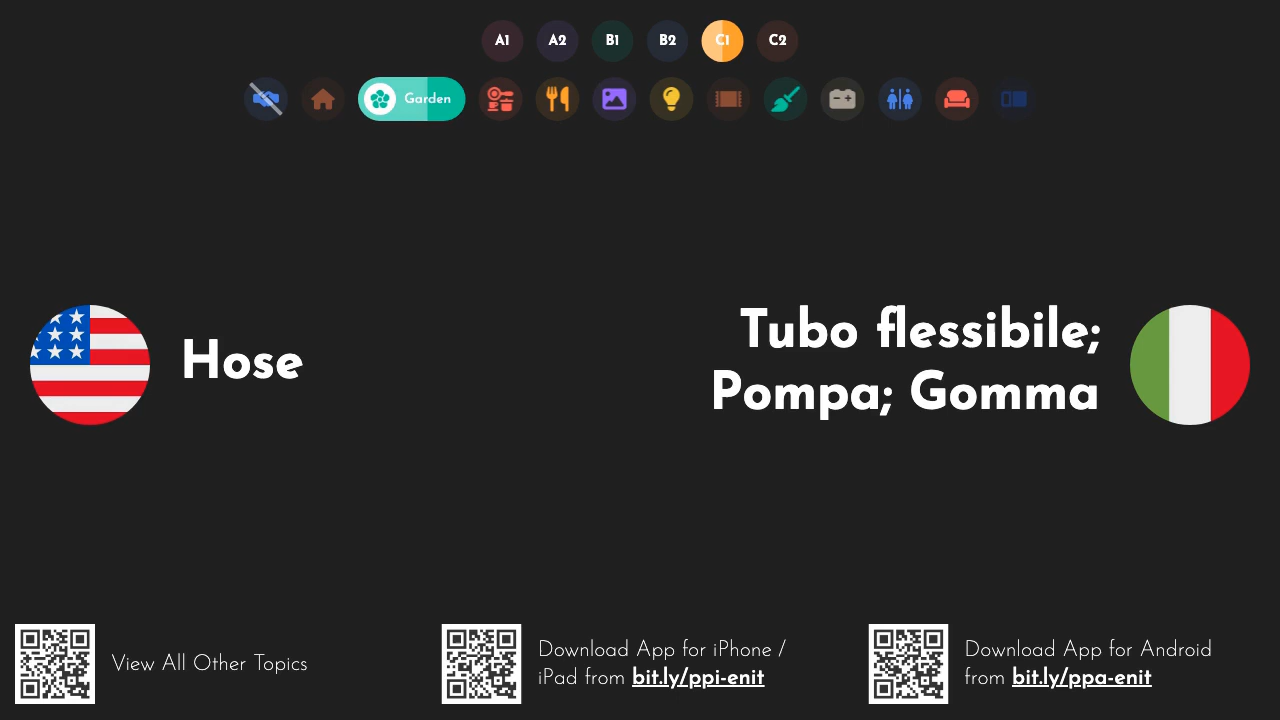 A1 A2 B1 B2 C1 C2
Garden
Hose
Tubo flessibile;
Pompa; Gomma
View All Other Topics
Download App for iPhone /
iPad from bit.ly/ppi-enit
Download App for Android
from bit.ly/ppa-enit